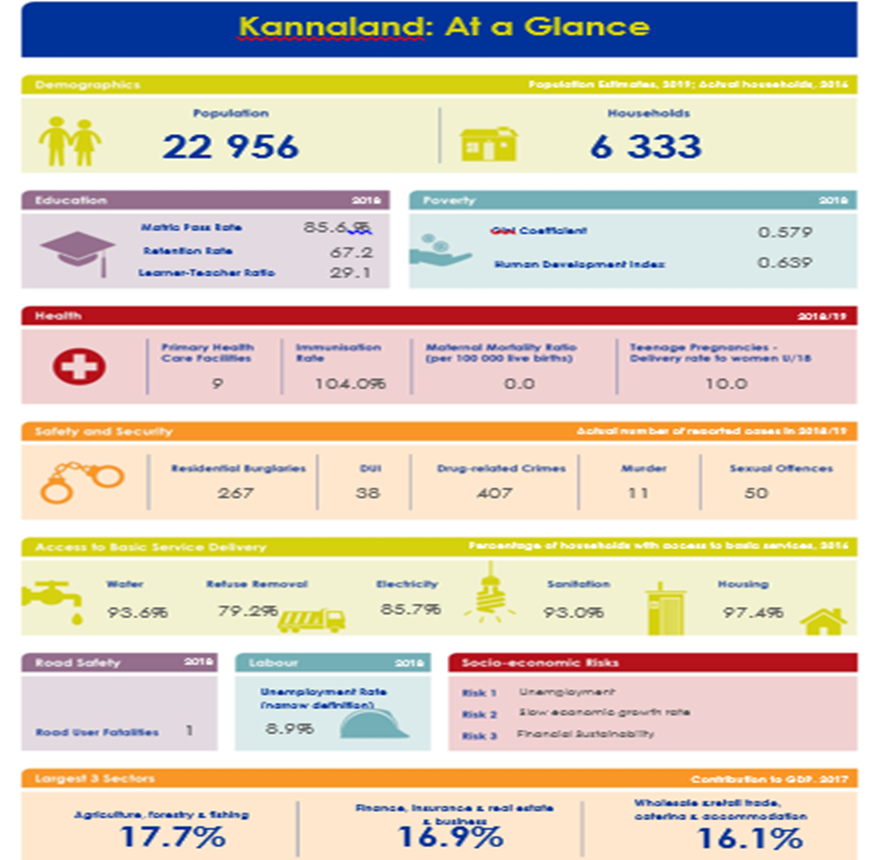 Kannaland: At a Glance
Demographics
Population Estimates, 2019; Actual households, 2016
Population
22 956
Households
6 333
Education
2018
Matric Pass Rate 85.6%
Retention Rate 67.2
Learner-Teacher Ratio 29.1
Poverty
2018
Gini Coefficient 0.579
Human Development Index 0.639
Health
2018/19
Primary Health
Care Facilities
9
Immunisation
Rate
104.0%
Maternal Mortality Ratio
(per 100 000 live births)
0.0
Teenage Pregnancies -
Delivery rate to women U/18
10.0
Safety and Security
Actual number of reported cases in 2018/19
Residential Burglaries
267
DUI
38
Drug-related Crimes
407
Murder
11
Sexual Offences
50
Access to Basic Service Delivery
Percentage of households with access to basic services, 2016
Water
93.6%
Refuse Removal
79.2%
Electricity
85.7%
Sanitation
93.0%
Housing
97.4%
Road Safety
2018
Road User Fatalities 1
Labour
2018
Unemployment Rate
(narrow definition)
8.9%
Socio-economic Risks
Risk 1 Unemployment
Risk 2 Slow economic growth rate
Risk 3 Financial Sustainability
Largest 3 Sectors
Contribution to GDP, 2017
Agriculture, forestry & fishing
17.7%
Finance, insurance & real estate
& business
16.9%
Wholesale & retail trade,
catering & accommodation
16.1%